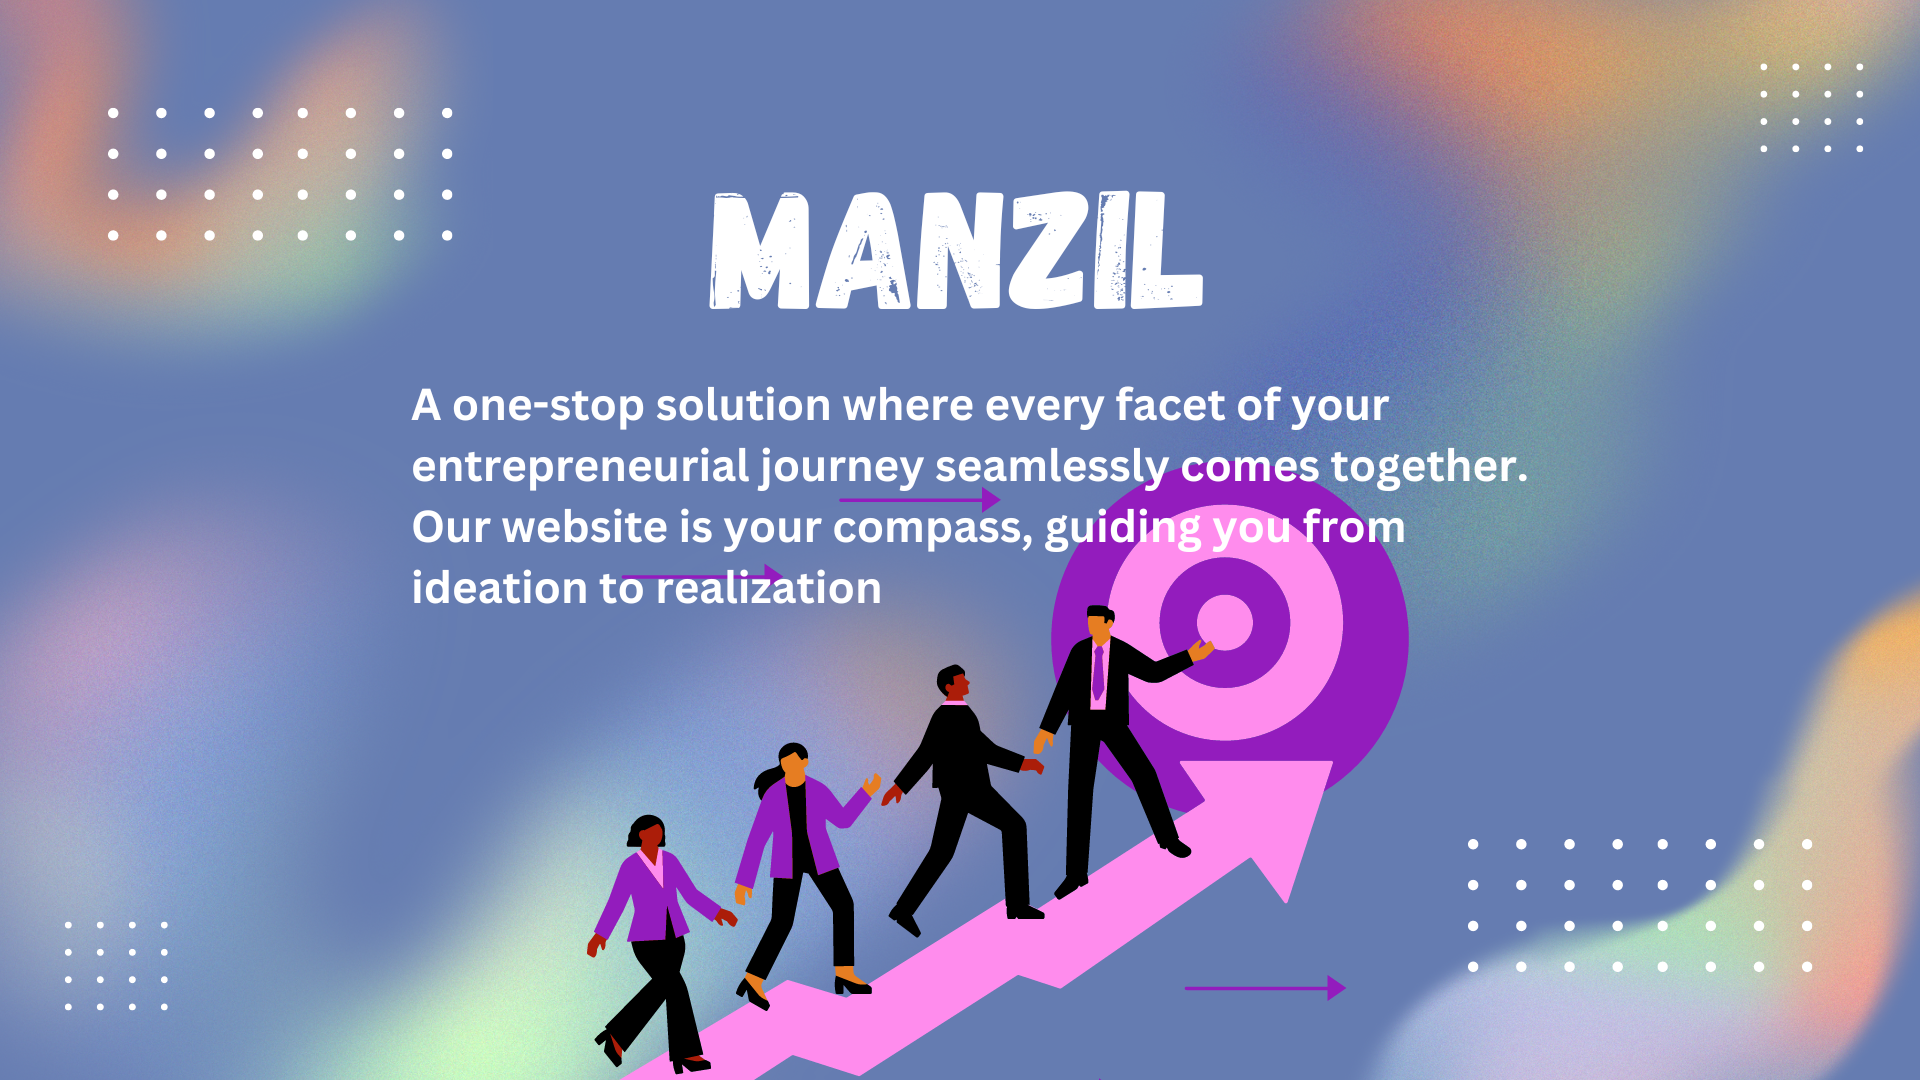 MANZIL
A one-stop solution where every facet of your
entrepreneurial journey seamlessly comes together.
Our website is your compass, guiding you from
ideation to realization